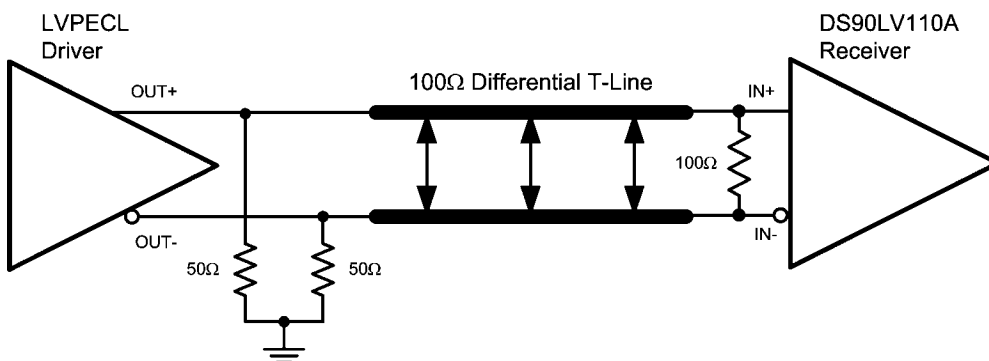 LVPECL
Driver
DS90LV110A
Receiver
100Ω Differential T-Line
OUT+
IN+
100Ω
OUT-
IN-
50Ω
50Ω